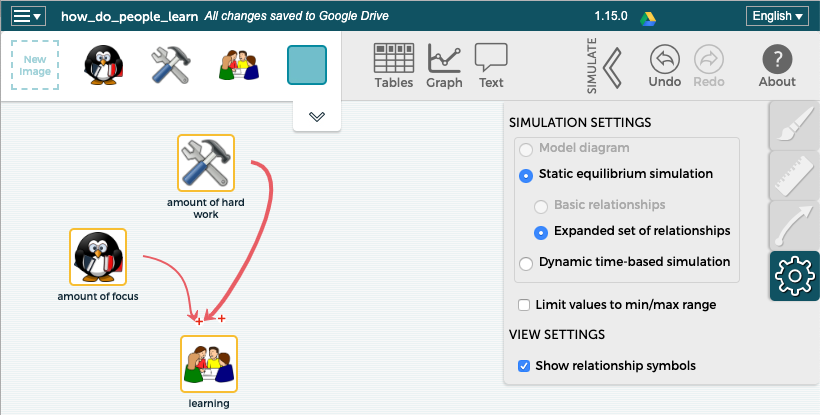 how_do_people_learn All changes saved to Google Drive 1.15.0 English
New
Image
Tables Graph Text SIMULATE Undo Redo About
SIMULATION SETTINGS
Model diagram
Static equilibrium simulation
Basic relationships
Expanded set of relationships
Dynamic time-based simulation
Limit values to min/max range
VIEW SETTINGS
Show relationship symbols
amount of hard
work
amount of focus
+ +
learning